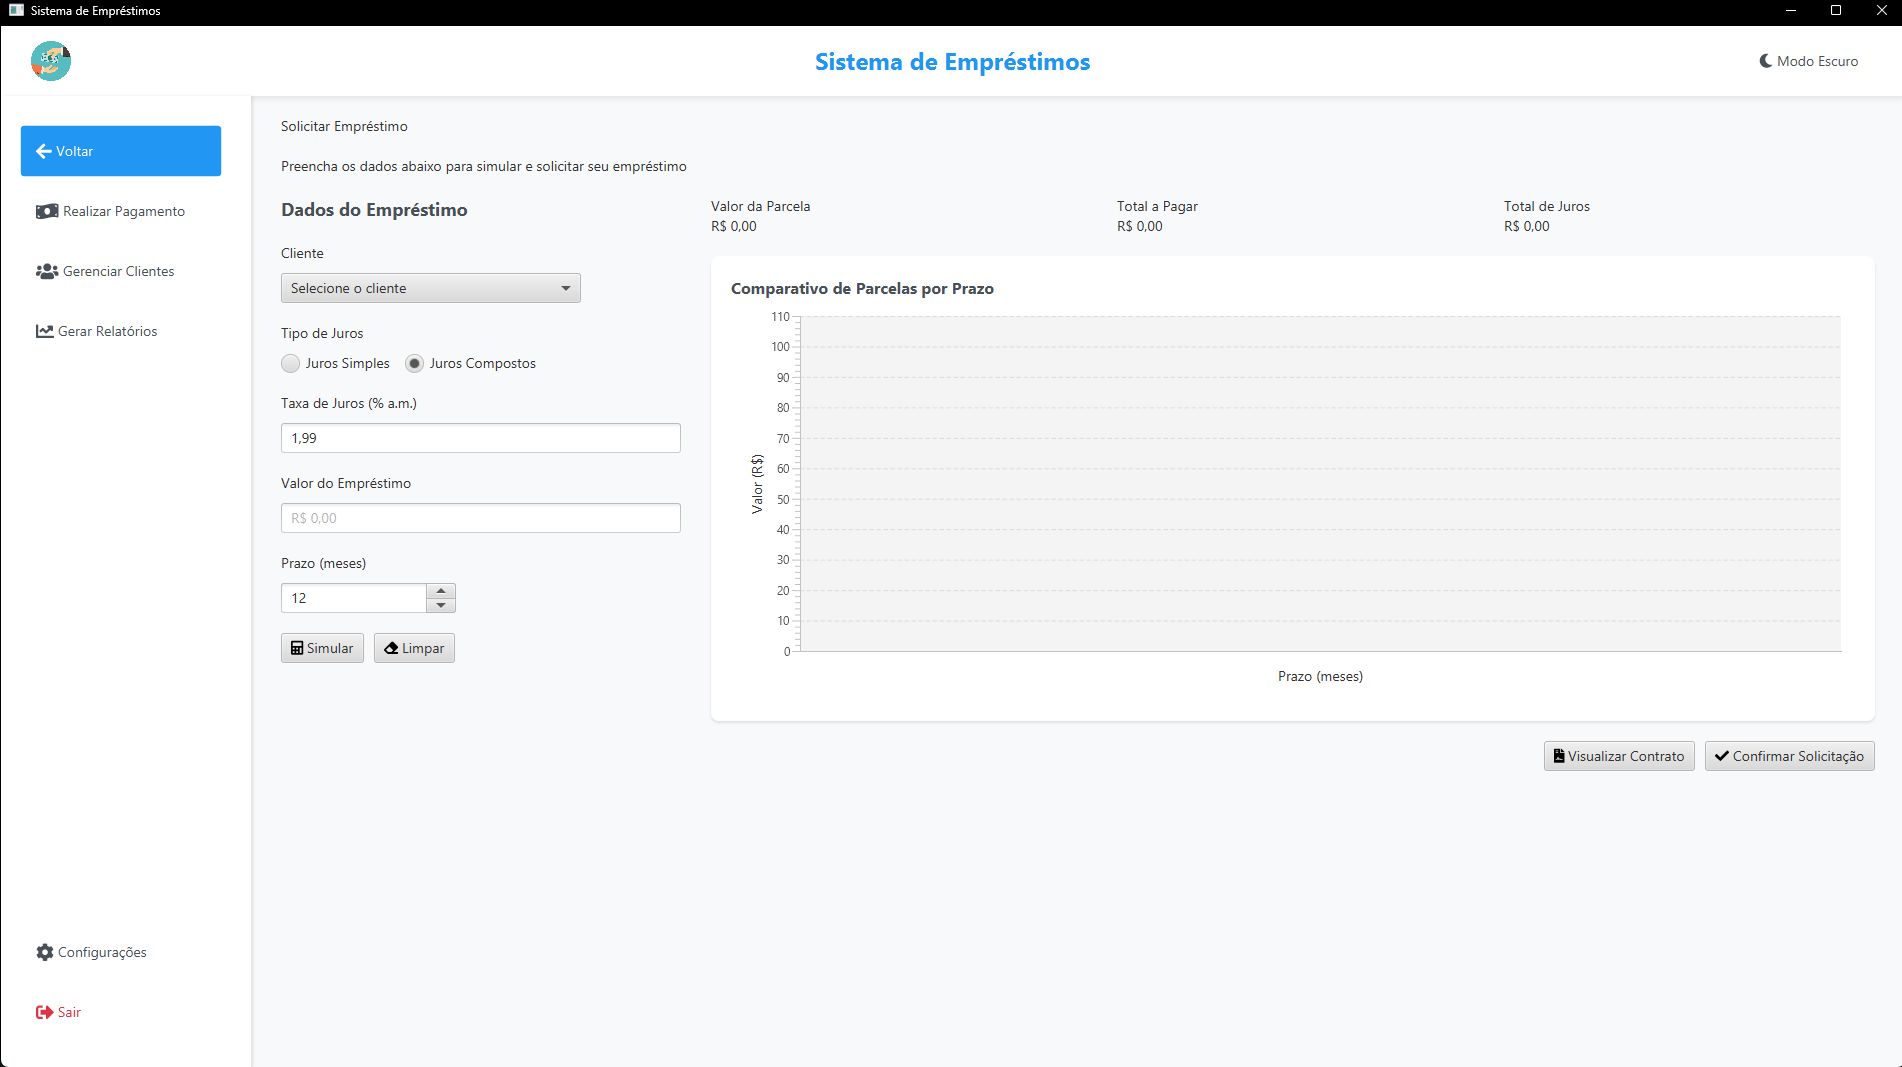 Sistema de Empréstimos
Sistema de Empréstimos
Modo Escuro
Voltar
Realizar Pagamento
Gerenciar Clientes
Gerar Relatórios
Configurações
Sair
Solicitar Empréstimo
Preencha os dados abaixo para simular e solicitar seu empréstimo
Dados do Empréstimo
Cliente
Selecione o cliente
Tipo de Juros
Juros Simples Juros Compostos
Taxa de Juros (% a.m.)
1,99
Valor do Empréstimo
R$ 0,00
Prazo (meses)
12
Simular Limpar
Valor da Parcela
R$ 0,00
Total a Pagar
R$ 0,00
Total de Juros
R$ 0,00
Comparativo de Parcelas por Prazo
Valor (R$)
110
100
90
80
70
60
50
40
30
20
10
0
Prazo (meses)
Visualizar Contrato Confirmar Solicitação